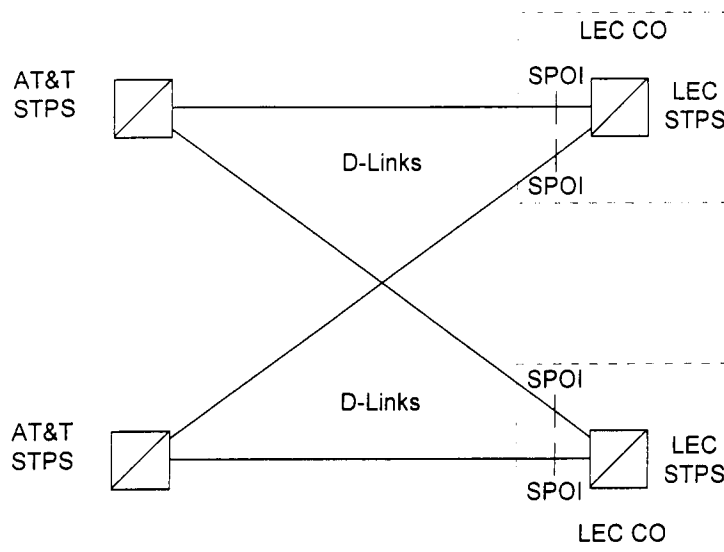 LEC CO
AT&T
STPS
SPOI
LEC
STPS
D-Links
SPOI
SPOI
D-Links
AT&T
STPS
LEC
STPS
SPOI
LEC CO